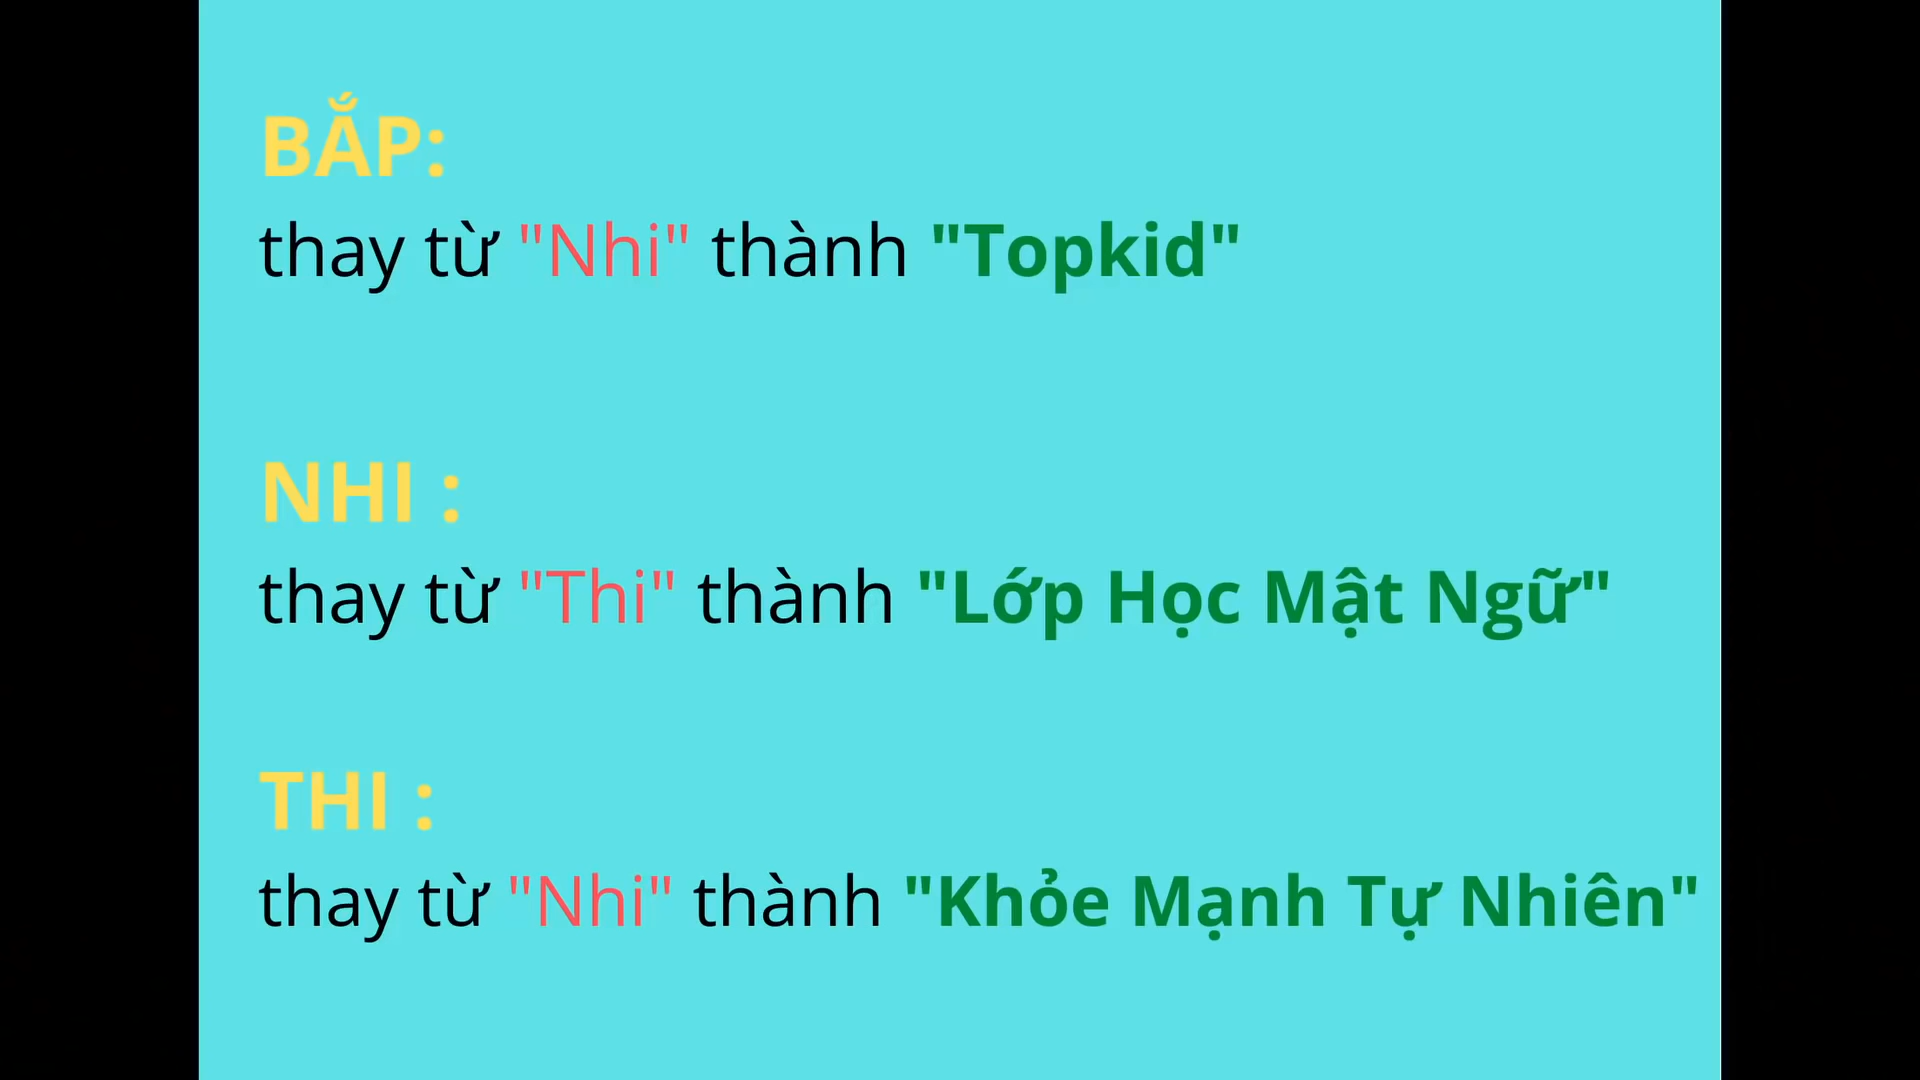 BẮP:
thay từ "Nhi" thành "Topkid"
NHI :
thay từ "Thi" thành "Lớp Học Mật Ngữ"
THI :
thay từ "Nhi" thành "Khỏe Mạnh Tự Nhiên"